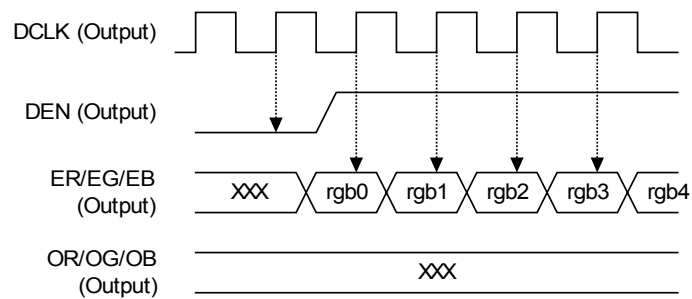 DCLK (Output)
DEN (Output)
ER/EG/EB
(Output)
XXX rgb0 rgb1 rgb2 rgb3 rgb4
OR/OG/OB
(Output)
XXX